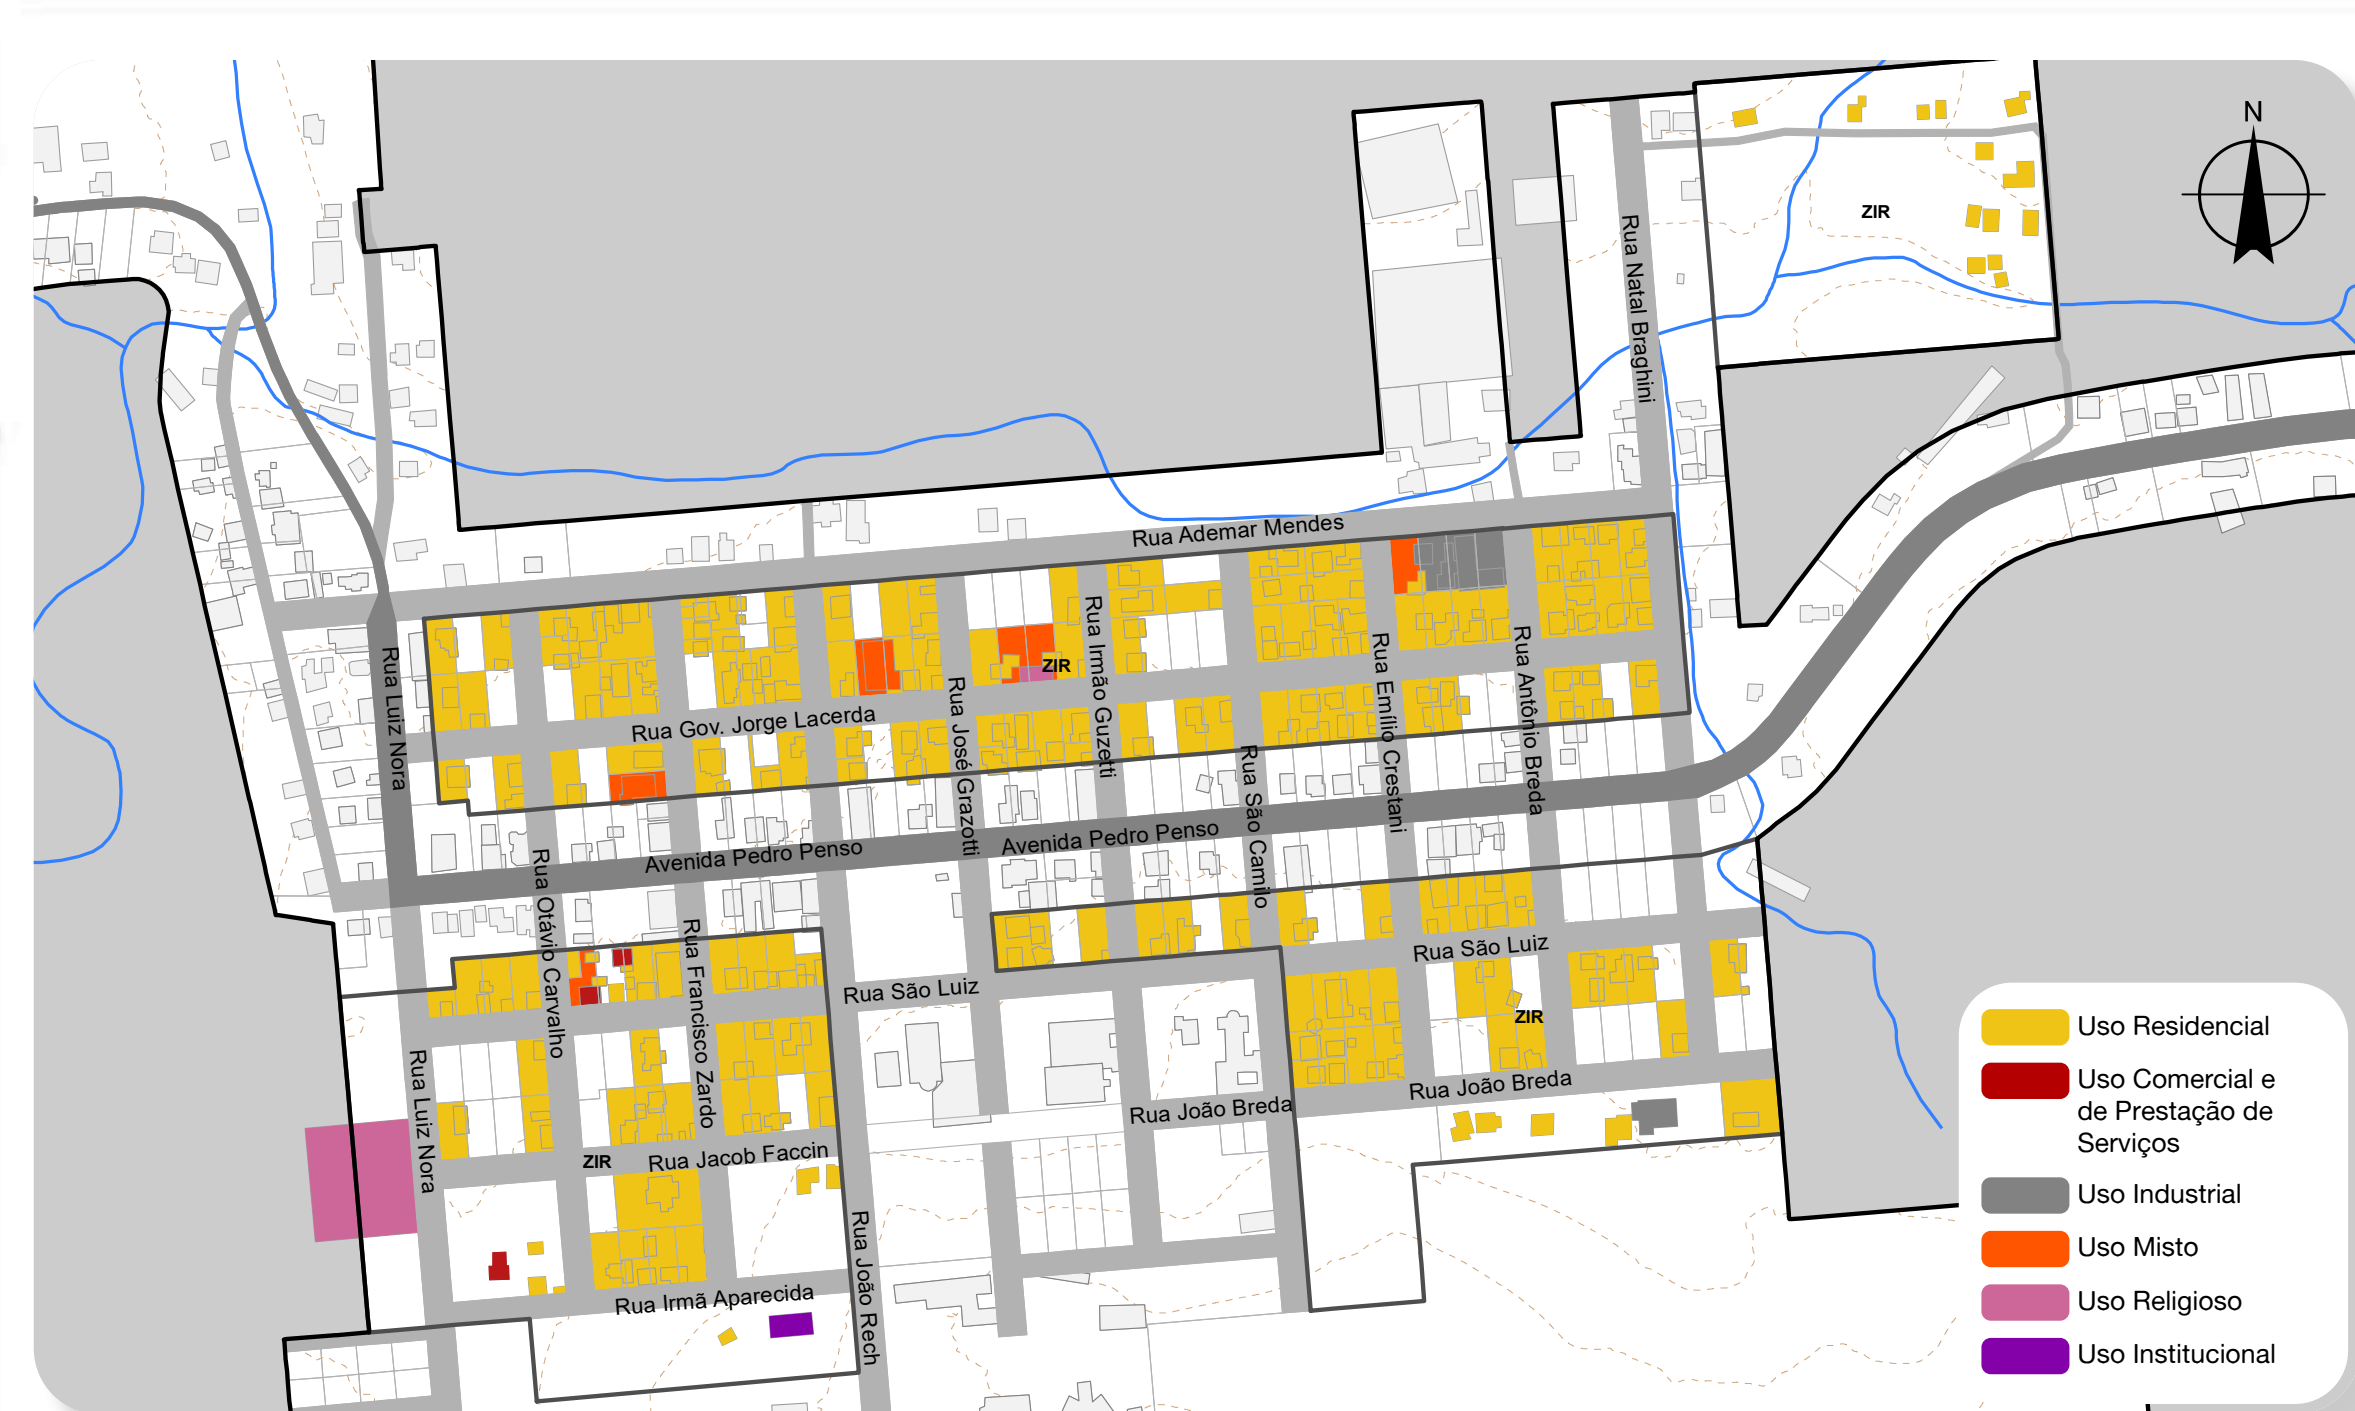 N
ZIR
Rua Natal Braghini
Rua Ademar Mendes
Rua Luiz Nora
Rua Gov. Jorge Lacerda
Rua José Grazotti
ZIR
Rua Irmão Guzetti
Rua São Camilo
Rua Emílio Crestani
Rua Antônio Breda
Avenida Pedro Penso
Avenida Pedro Penso
Rua Otávio Carvalho
Rua Francisco Zardo
Rua São Luiz
Rua São Luiz
ZIR
Rua Luiz Nora
Rua João Breda
Rua João Breda
ZIR
Rua Jacob Faccin
Rua João Rech
Rua Irmã Aparecida
Uso Residencial
Uso Comercial e
de Prestação de
Serviços
Uso Industrial
Uso Misto
Uso Religioso
Uso Institucional